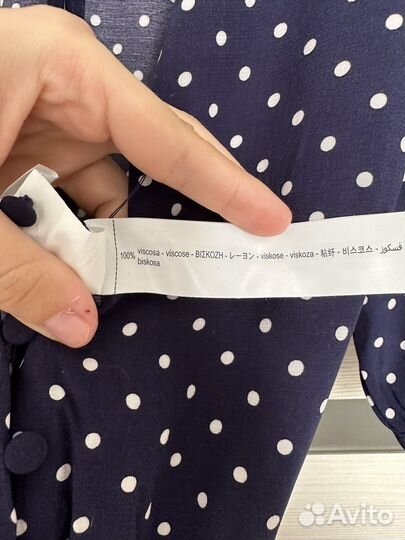 100% viscosa - viscose - ΒΙΣΚΟΖΗ - レーヨン - viskose - viskoza - 粘纤 - 비스코스 - فسكوز -
biskosa
Avito